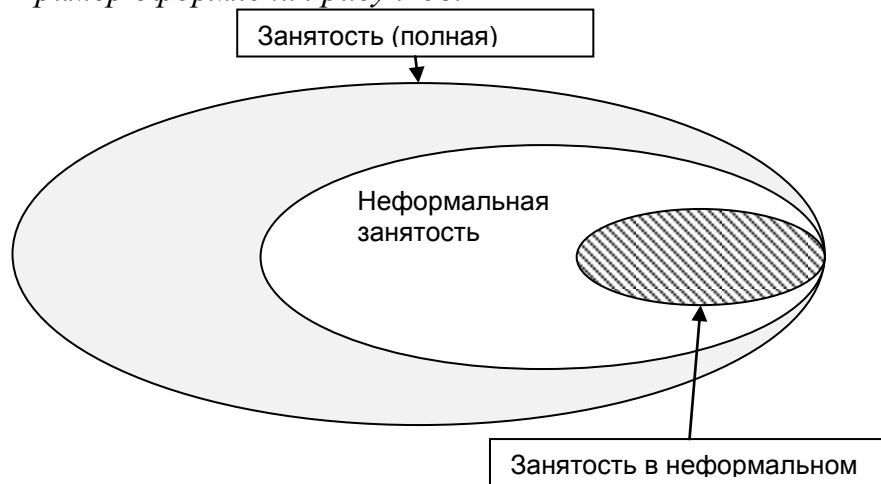 Занятость (полная)
Неформальная
занятость
Занятость в неформальном